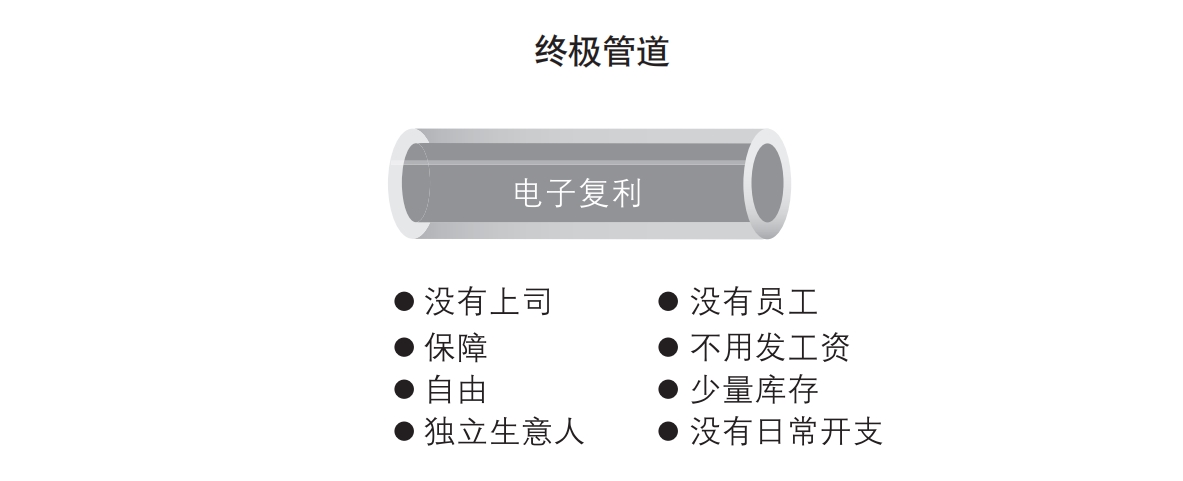 终极管道
电子复利
● 没有上司
● 保障
● 自由
● 独立生意人
● 没有员工
● 不用发工资
● 少量库存
● 没有日常开支